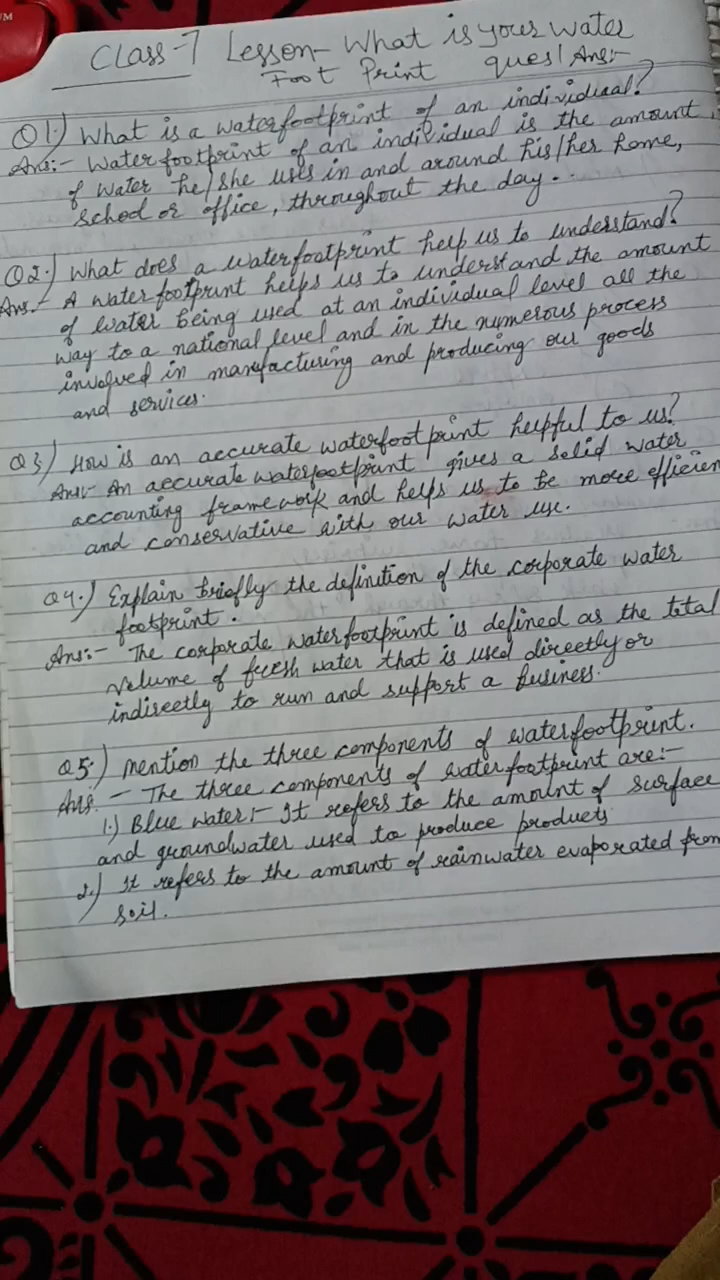 UM
Class-7 Lesson- What is your water
Foot Print ques/Ans:-
Q1.) What is a waterfootprint of an individual?
Ans:- Water footprint of an individual is the amount
of water he/she uses in and around his/her home,
school or office, throughout the day..
Q2.) What does a waterfootprint help us to understand?
Ans.- A water footprint helps us to understand the amount
of water being used at an individual level all the
way to a national level and in the numerous process
involved in manufacturing and producing our goods
and services.
Q3.) How is an accurate waterfootprint helpful to us?
Ans:- An accurate waterfootprint gives a solid water
accounting framework and helps us to be more efficien
and conservative with our water use.
Q4.) Explain briefly the definition of the corporate water
footprint.
Ans:- The corporate waterfootprint is defined as the total
volume of fresh water that is used directly or
indirectly to run and support a business.
Q5.) mention the three components of waterfootprint.
Ans.- The three components of waterfootprint are:-
1.) Blue water:- It refers to the amount of surface
and groundwater used to produce products
2.) It refers to the amount of rainwater evaporated from
soil.